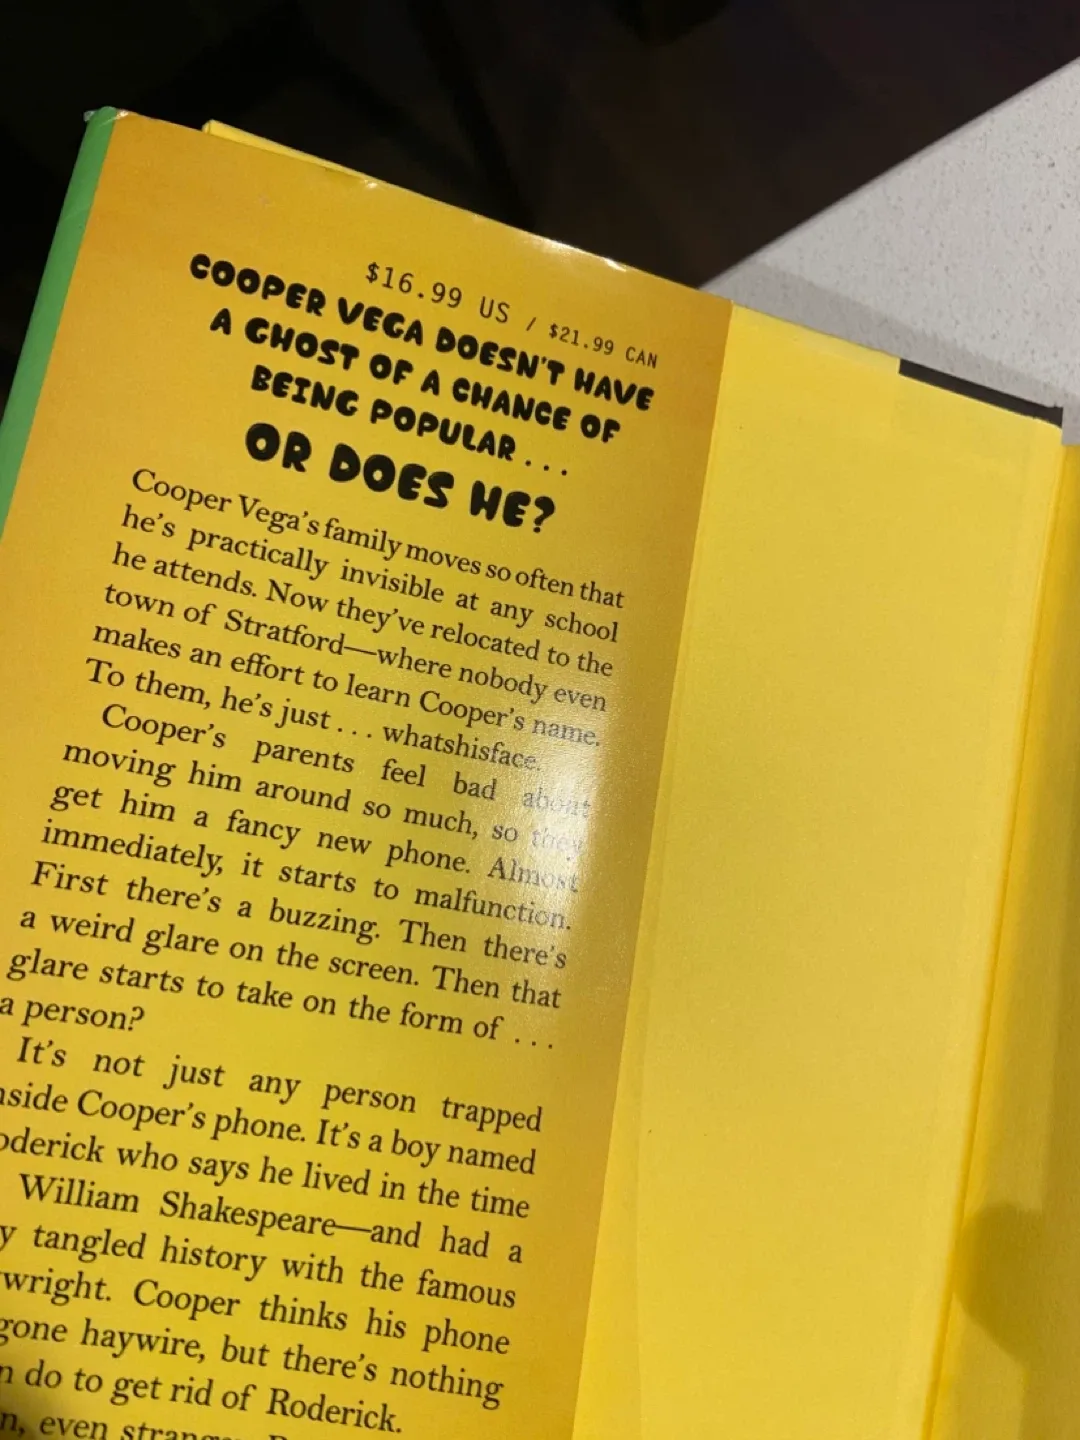 $16.99 US / $21.99 CAN
COOPER VEGA DOESN'T HAVE
A GHOST OF A CHANCE OF
BEING POPULAR . . .
OR DOES HE?
Cooper Vega's family moves so often that
he's practically invisible at any school
he attends. Now they've relocated to the
town of Stratford—where nobody even
makes an effort to learn Cooper's name.
To them, he's just . . . whatshisface.
Cooper's parents feel bad about
moving him around so much, so they
get him a fancy new phone. Almost
immediately, it starts to malfunction.
First there's a buzzing. Then there's
a weird glare on the screen. Then that
glare starts to take on the form of . . .
a person?
It's not just any person trapped
nside Cooper's phone. It's a boy named
oderick who says he lived in the time
William Shakespeare—and had a
y tangled history with the famous
wright. Cooper thinks his phone
gone haywire, but there's nothing
n do to get rid of Roderick.
n, even